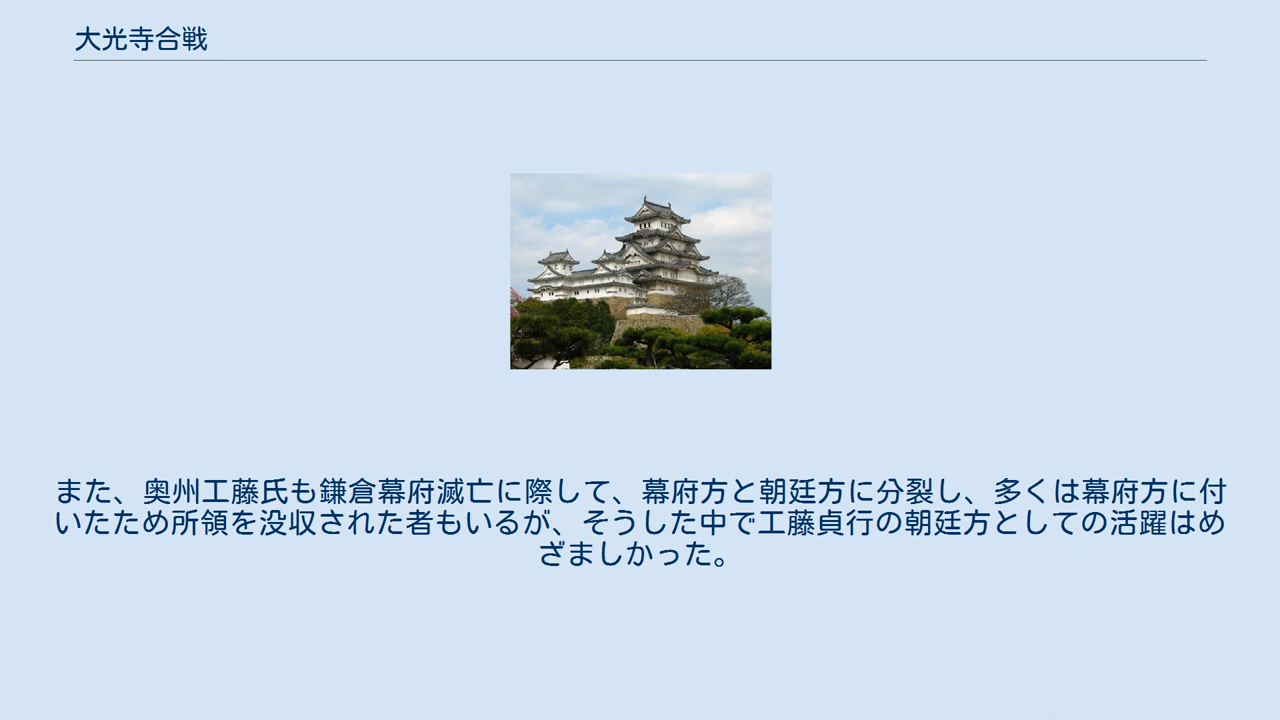 大光寺合戦
また、奥州工藤氏も鎌倉幕府滅亡に際して、幕府方と朝廷方に分裂し、多くは幕府方に付
いたため所領を没収された者もいるが、そうした中で工藤貞行の朝廷方としての活躍はめ
ざましかった。